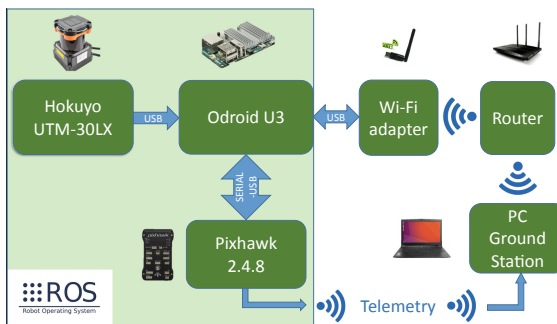 Hokuyo
UTM-30LX
USB
Odroid U3
USB
Wi-Fi
adapter
Router
SERIAL
-USB
Pixhawk
2.4.8
PC
Ground
Station
ROS
Robot Operating System
Telemetry
pixhawk